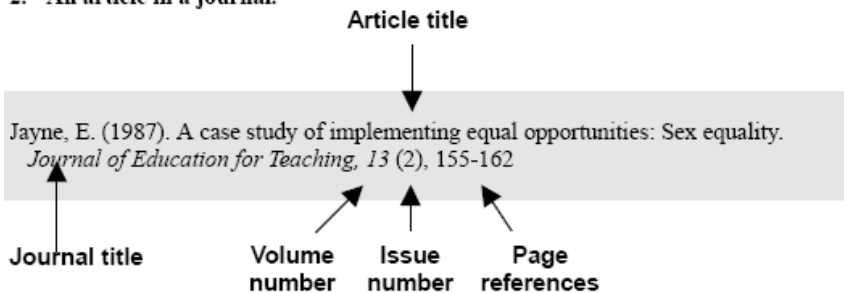 2. An article in a journal.
Article title
Jayne, E. (1987). A case study of implementing equal opportunities: Sex equality.
Journal of Education for Teaching, 13 (2), 155-162
Journal title
Volume number
Issue number
Page references